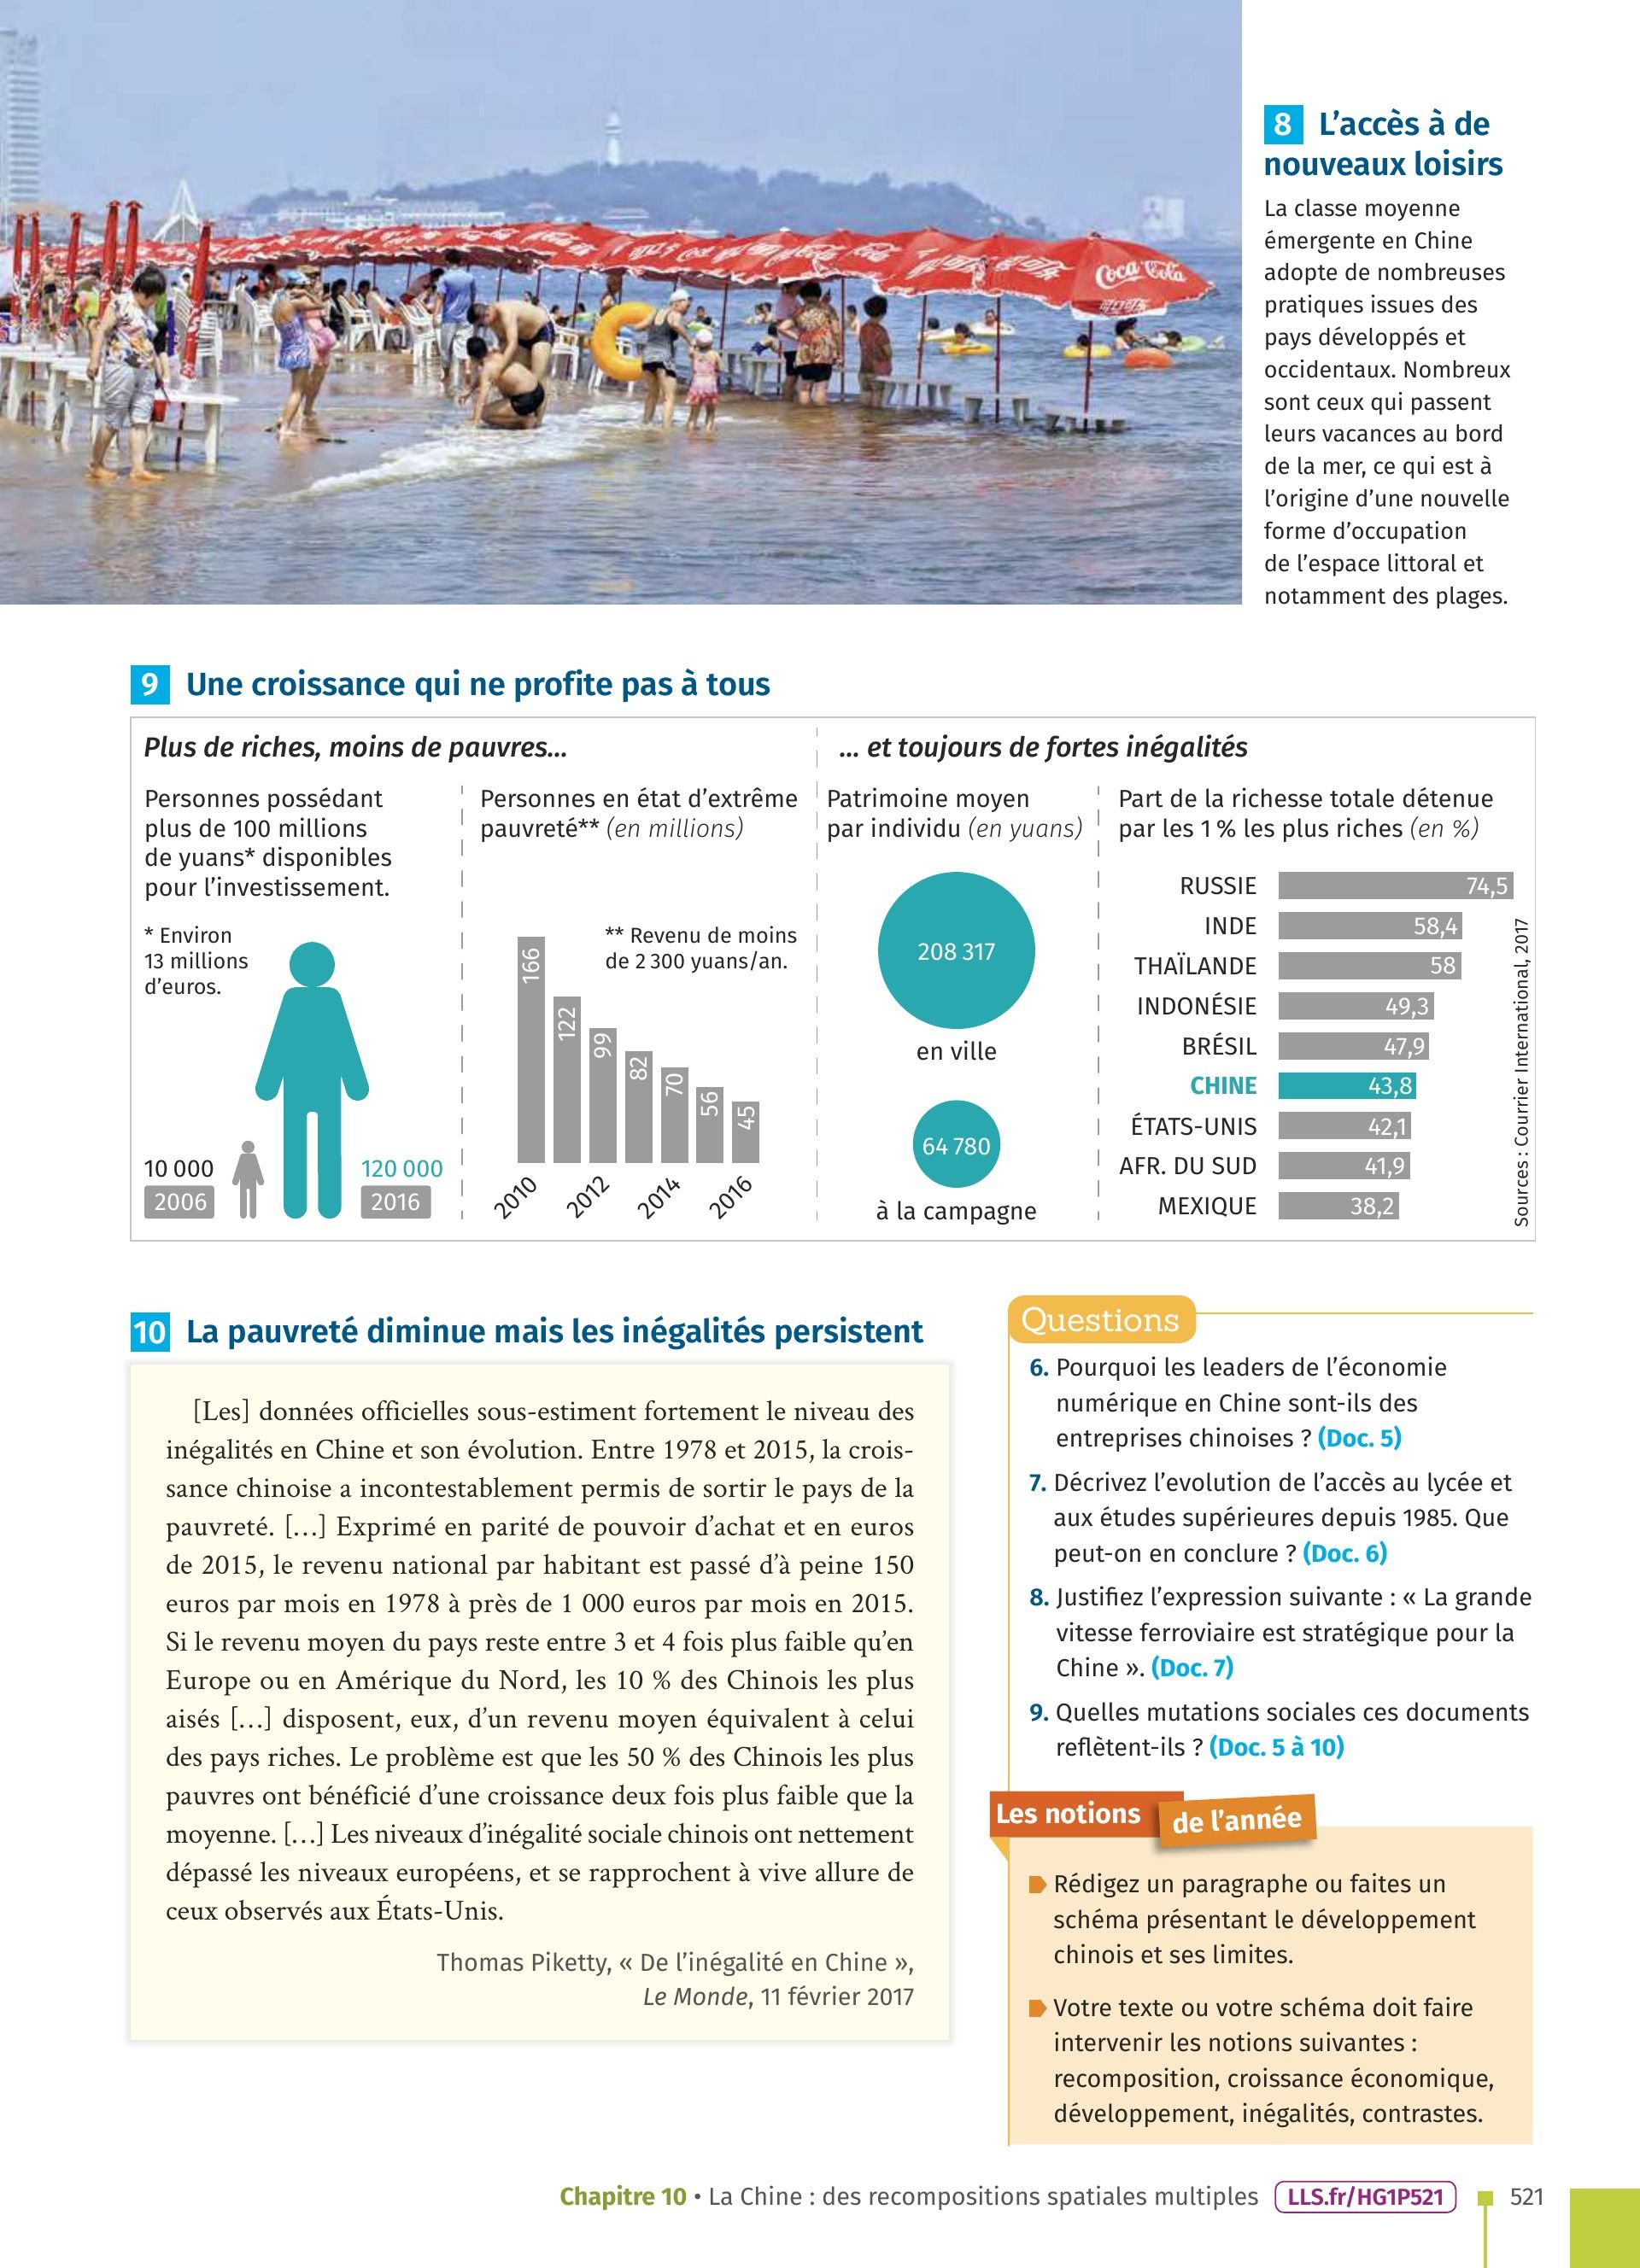 Coca-Cola
8 L'accès à de
nouveaux loisirs
La classe moyenne
émergente en Chine
adopte de nombreuses
pratiques issues des
pays développés et
occidentaux. Nombreux
sont ceux qui passent
leurs vacances au bord
de la mer, ce qui est à
l'origine d'une nouvelle
forme d'occupation
de l'espace littoral et
notamment des plages.
9 Une croissance qui ne profite pas à tous
Plus de riches, moins de pauvres...
Personnes possédant
plus de 100 millions
de yuans* disponibles
pour l'investissement.
* Environ
13 millions
d'euros.
10 000
2006
120 000
2016
Personnes en état d'extrême
pauvreté** (en millions)
** Revenu de moins
de 2 300 yuans/an.
166
122
99
82
70
56
45
2010
2012
2014
2016
... et toujours de fortes inégalités
Patrimoine moyen
par individu (en yuans)
208 317
en ville
64 780
à la campagne
Part de la richesse totale détenue
par les 1 % les plus riches (en %)
RUSSIE 74,5
INDE 58,4
THAÏLANDE 58
INDONÉSIE 49,3
BRÉSIL 47,9
CHINE 43,8
ÉTATS-UNIS 42,1
AFR. DU SUD 41,9
MEXIQUE 38,2
Sources : Courrier International, 2017
10 La pauvreté diminue mais les inégalités persistent
[Les] données officielles sous-estiment fortement le niveau des
inégalités en Chine et son évolution. Entre 1978 et 2015, la crois-
sance chinoise a incontestablement permis de sortir le pays de la
pauvreté. [...] Exprimé en parité de pouvoir d'achat et en euros
de 2015, le revenu national par habitant est passé d'à peine 150
euros par mois en 1978 à près de 1 000 euros par mois en 2015.
Si le revenu moyen du pays reste entre 3 et 4 fois plus faible qu'en
Europe ou en Amérique du Nord, les 10 % des Chinois les plus
aisés [...] disposent, eux, d'un revenu moyen équivalent à celui
des pays riches. Le problème est que les 50 % des Chinois les plus
pauvres ont bénéficié d'une croissance deux fois plus faible que la
moyenne. [...] Les niveaux d'inégalité sociale chinois ont nettement
dépassé les niveaux européens, et se rapprochent à vive allure de
ceux observés aux États-Unis.
Thomas Piketty, « De l'inégalité en Chine »,
Le Monde, 11 février 2017
Questions
6. Pourquoi les leaders de l'économie
numérique en Chine sont-ils des
entreprises chinoises ? (Doc. 5)
7. Décrivez l'evolution de l'accès au lycée et
aux études supérieures depuis 1985. Que
peut-on en conclure ? (Doc. 6)
8. Justifiez l'expression suivante : « La grande
vitesse ferroviaire est stratégique pour la
Chine ». (Doc. 7)
9. Quelles mutations sociales ces documents
reflètent-ils ? (Doc. 5 à 10)
Les notions de l'année
Rédigez un paragraphe ou faites un
schéma présentant le développement
chinois et ses limites.
Votre texte ou votre schéma doit faire
intervenir les notions suivantes :
recomposition, croissance économique,
développement, inégalités, contrastes.
Chapitre 10 • La Chine : des recompositions spatiales multiples LLS.fr/HG1P521 521